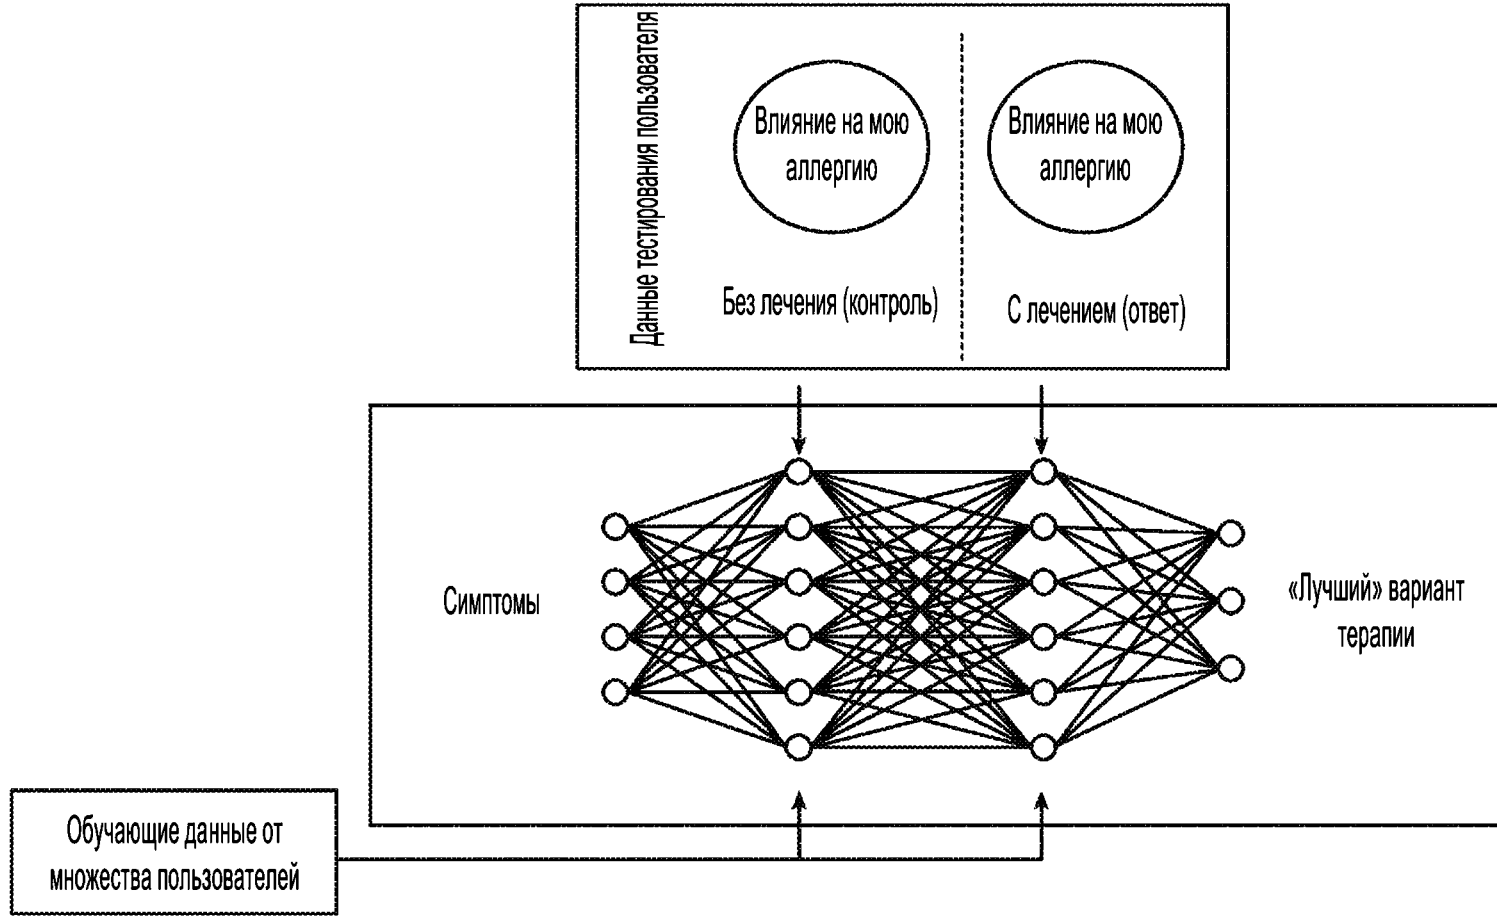 Данные тестирования пользователя
Влияние на мою
аллергию
Влияние на мою
аллергию
Без лечения (контроль)
С лечением (ответ)
Симптомы
«Лучший» вариант
терапии
Обучающие данные от
множества пользователей